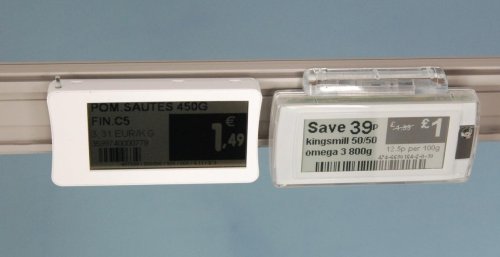 POM.SAUTES 450G
FIN.C5
3,31 EUR/KG
€
1,49
Save 39p
kingsmill 50/50
omega 3 800g
£1.39
£1
12.5p per 100g